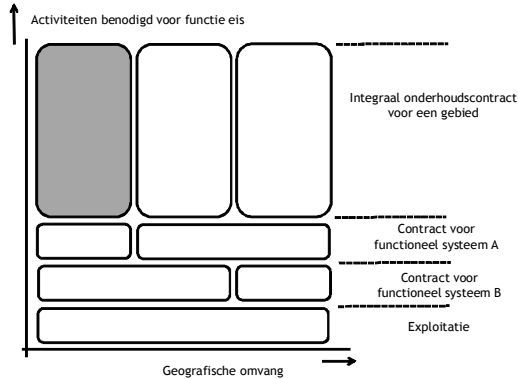 Activiteiten benodigd voor functie eis
Integraal onderhoudscontract
voor een gebied
Contract voor
functioneel systeem A
Contract voor
functioneel systeem B
Exploitatie
Geografische omvang